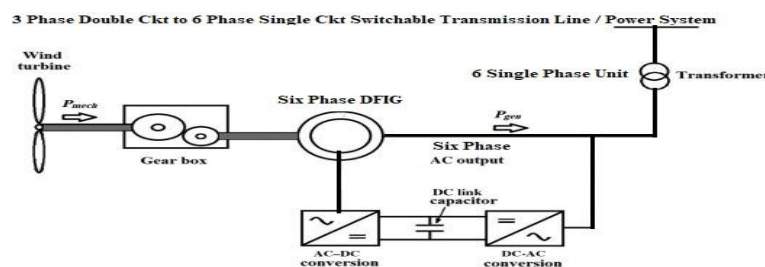 3 Phase Double Ckt to 6 Phase Single Ckt Switchable Transmission Line / Power System
Wind
turbine
Pmech
Gear box
Six Phase DFIG
Pgen
Six Phase
AC output
6 Single Phase Unit
Transformer
DC link
capacitor
AC–DC
conversion
DC-AC
conversion